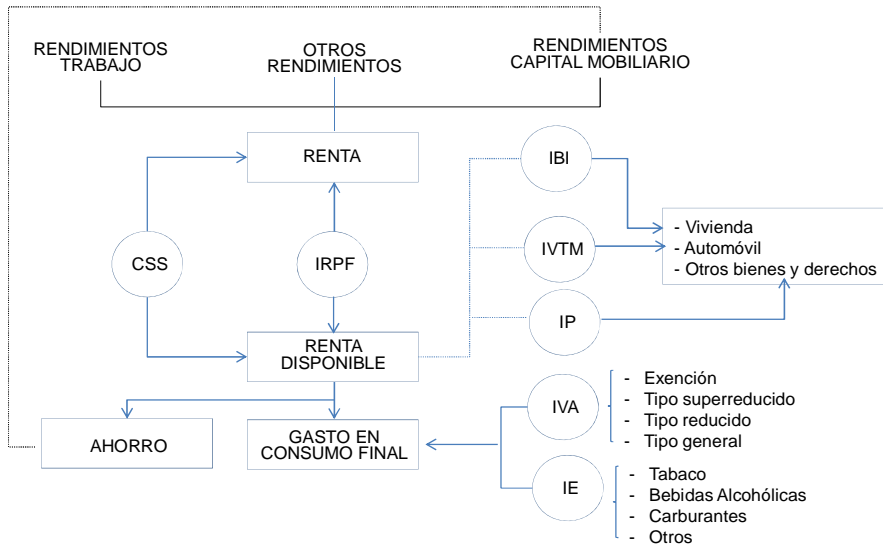 RENDIMIENTOS
TRABAJO
OTROS
RENDIMIENTOS
RENDIMIENTOS
CAPITAL MOBILIARIO
RENTA
IBI
- Vivienda
- Automóvil
- Otros bienes y derechos
CSS
IRPF
IVTM
IP
RENTA
DISPONIBLE
IVA
- Exención
- Tipo superreducido
- Tipo reducido
- Tipo general
AHORRO
GASTO EN
CONSUMO FINAL
IE
- Tabaco
- Bebidas Alcohólicas
- Carburantes
- Otros